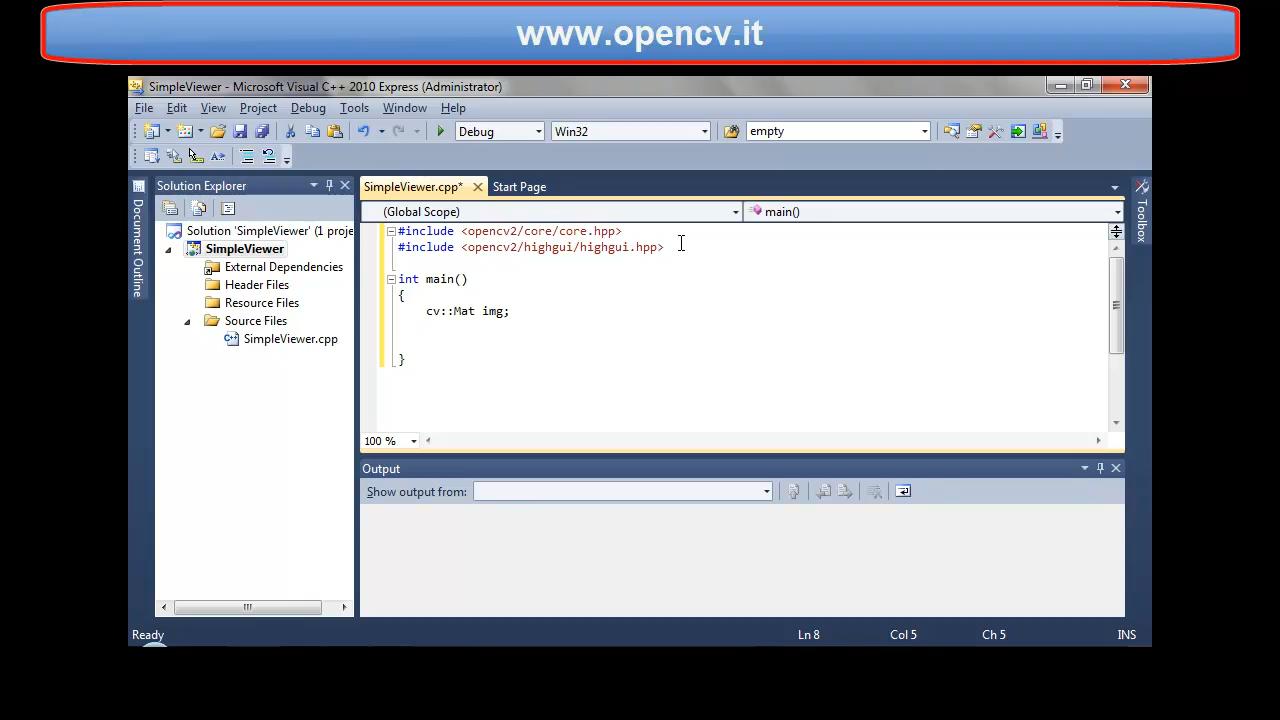 www.opencv.it
SimpleViewer - Microsoft Visual C++ 2010 Express (Administrator)
File Edit View Project Debug Tools Window Help
Debug Win32 empty
Solution Explorer
SimpleViewer.cpp* Start Page
(Global Scope) main()
Document Outline
Toolbox
Solution 'SimpleViewer' (1 proje
SimpleViewer
External Dependencies
Header Files
Resource Files
Source Files
SimpleViewer.cpp
#include <opencv2/core/core.hpp>
#include <opencv2/highgui/highgui.hpp>
int main()
{
cv::Mat img;
}
100 %
Output
Show output from:
Ready Ln 8 Col 5 Ch 5 INS